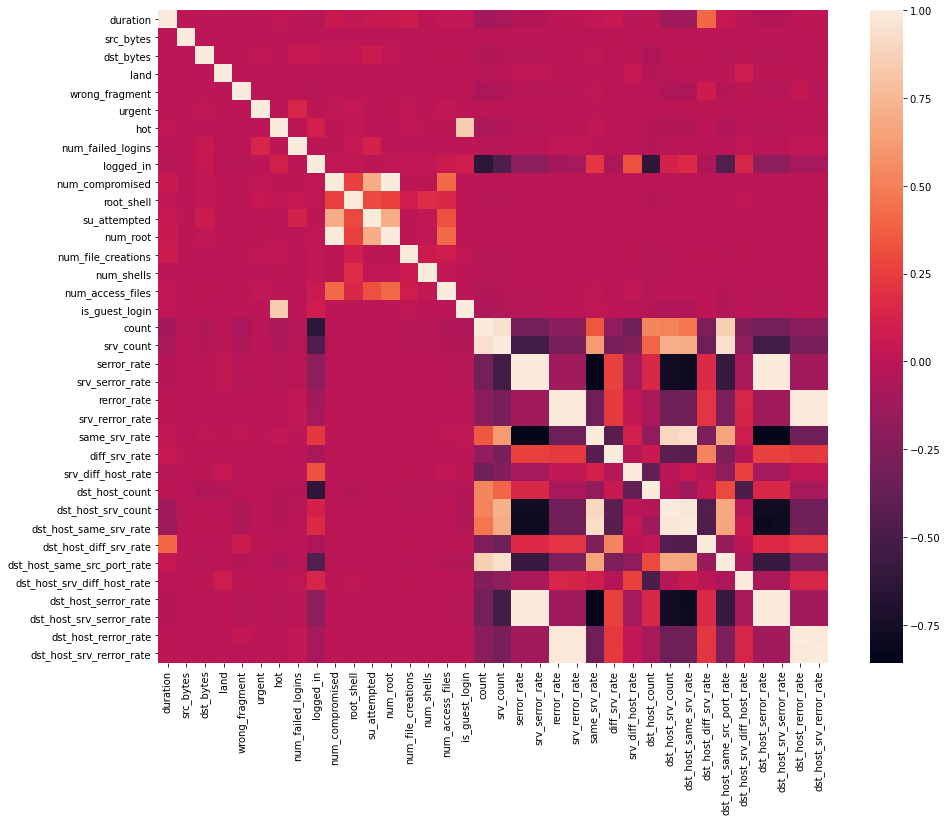 duration
src_bytes
dst_bytes
land
wrong_fragment
urgent
hot
num_failed_logins
logged_in
num_compromised
root_shell
su_attempted
num_root
num_file_creations
num_shells
num_access_files
is_guest_login
count
srv_count
serror_rate
srv_serror_rate
rerror_rate
srv_rerror_rate
same_srv_rate
diff_srv_rate
srv_diff_host_rate
dst_host_count
dst_host_srv_count
dst_host_same_srv_rate
dst_host_diff_srv_rate
dst_host_same_src_port_rate
dst_host_srv_diff_host_rate
dst_host_serror_rate
dst_host_srv_serror_rate
dst_host_rerror_rate
dst_host_srv_rerror_rate
duration
src_bytes
dst_bytes
land
wrong_fragment
urgent
hot
num_failed_logins
logged_in
num_compromised
root_shell
su_attempted
num_root
num_file_creations
num_shells
num_access_files
is_guest_login
count
srv_count
serror_rate
srv_serror_rate
rerror_rate
srv_rerror_rate
same_srv_rate
diff_srv_rate
srv_diff_host_rate
dst_host_count
dst_host_srv_count
dst_host_same_srv_rate
dst_host_diff_srv_rate
dst_host_same_src_port_rate
dst_host_srv_diff_host_rate
dst_host_serror_rate
dst_host_srv_serror_rate
dst_host_rerror_rate
dst_host_srv_rerror_rate
1.00
0.75
0.50
0.25
0.00
−0.25
−0.50
−0.75